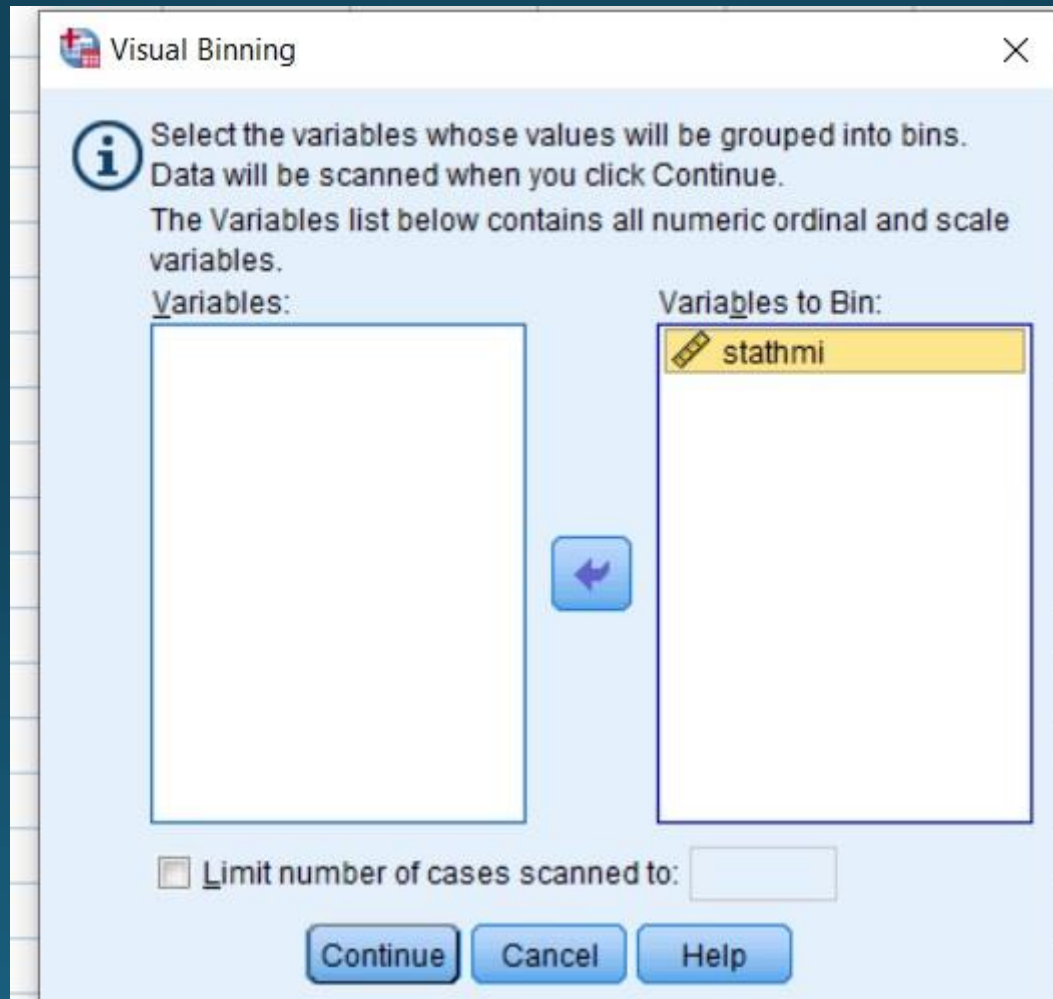 Visual Binning
Select the variables whose values will be grouped into bins.
Data will be scanned when you click Continue.
The Variables list below contains all numeric ordinal and scale
variables.
Variables:
Variables to Bin:
stathmi
Limit number of cases scanned to:
Continue Cancel Help